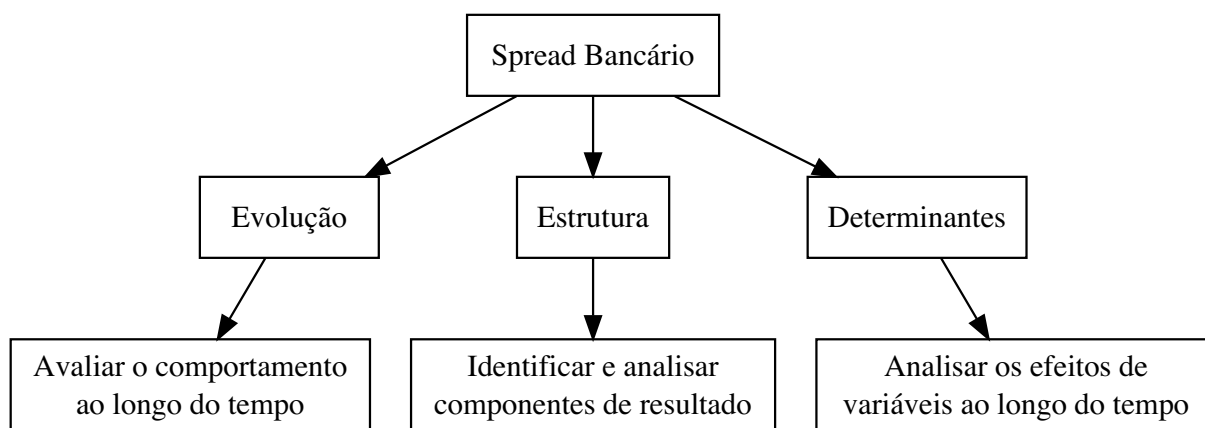 Spread Bancário
Evolução
Estrutura
Determinantes
Avaliar o comportamento
ao longo do tempo
Identificar e analisar
componentes de resultado
Analisar os efeitos de
variáveis ao longo do tempo